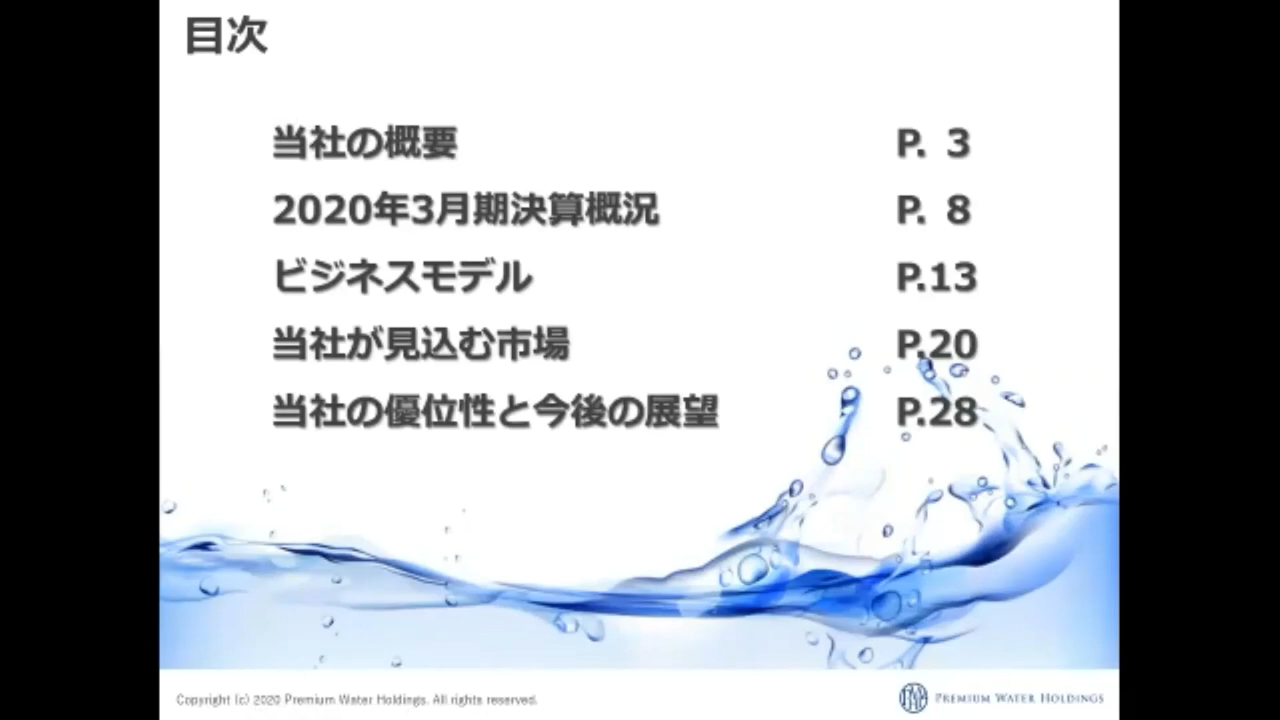 目次
当社の概要 P. 3
2020年3月期決算概況 P. 8
ビジネスモデル P.13
当社が見込む市場 P.20
当社の優位性と今後の展望 P.28
Copyright (c) 2020 Premium Water Holdings. All rights reserved.
PREMIUM WATER HOLDINGS